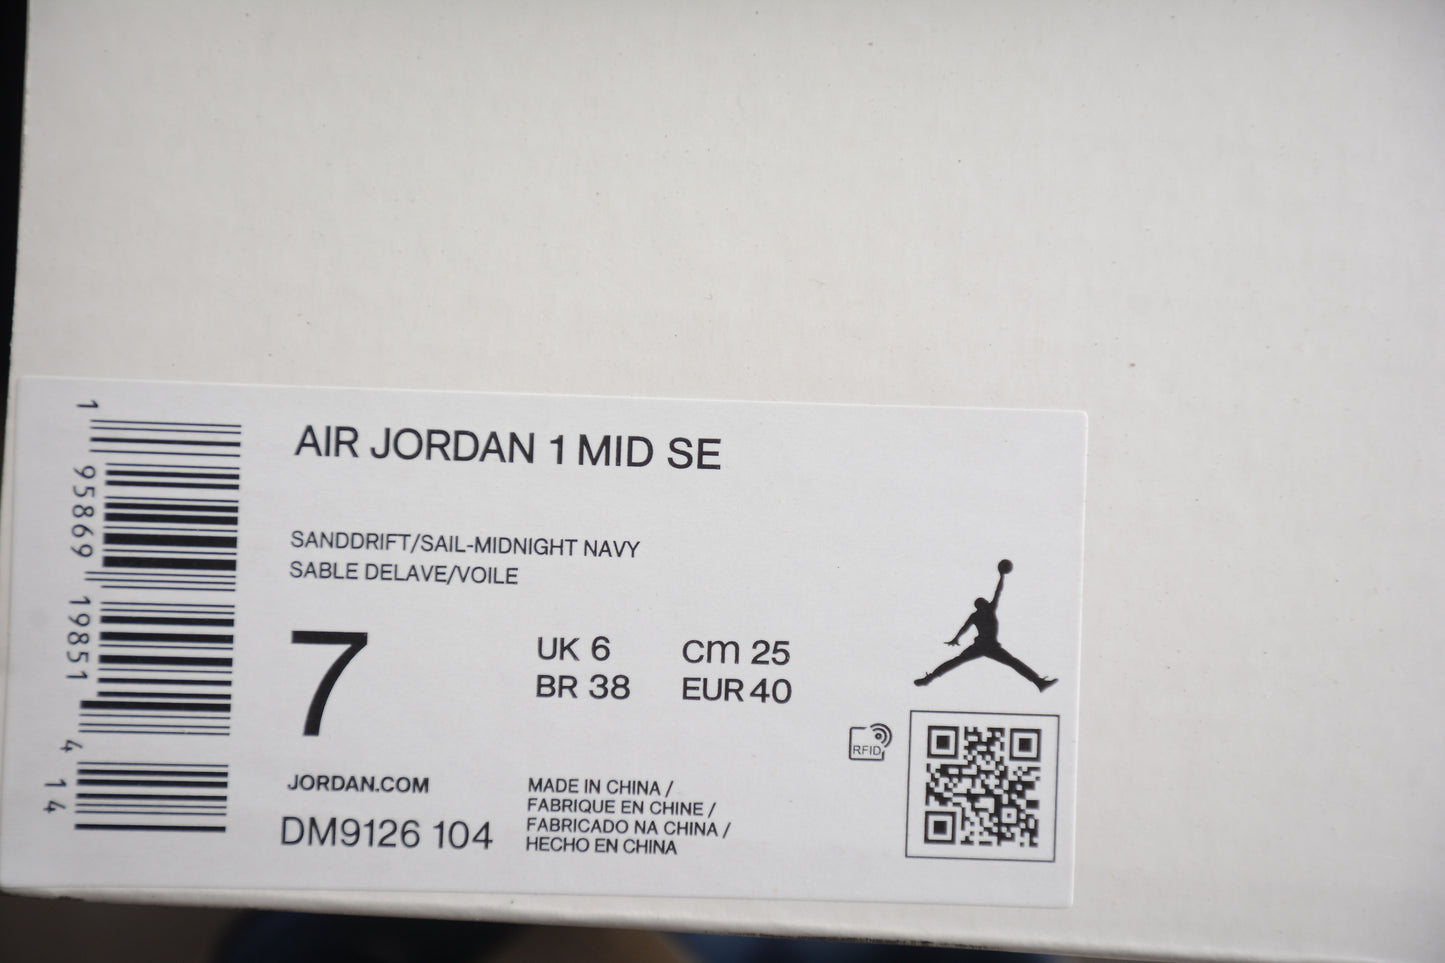 AIR JORDAN 1 MID SE
SANDDRIFT/SAIL-MIDNIGHT NAVY
SABLE DELAVE/VOILE
7
UK 6
CM 25
BR 38
EUR 40
RFID
JORDAN.COM
DM9126 104
MADE IN CHINA /
FABRIQUE EN CHINE /
FABRICADO NA CHINA /
HECHO EN CHINA
1 95869 19851 4 14